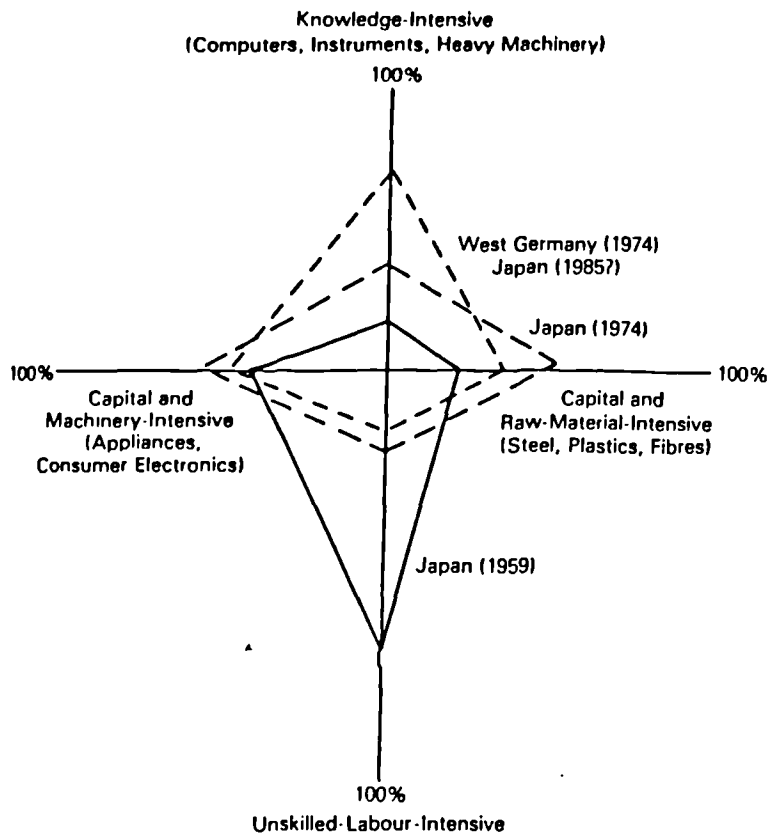 Knowledge-Intensive
(Computers, Instruments, Heavy Machinery)
100%
West Germany (1974)
Japan (1985?)
Japan (1974)
100%
100%
Capital and
Machinery-Intensive
(Appliances,
Consumer Electronics)
Capital and
Raw-Material-Intensive
(Steel, Plastics, Fibres)
Japan (1959)
100%
Unskilled-Labour-Intensive